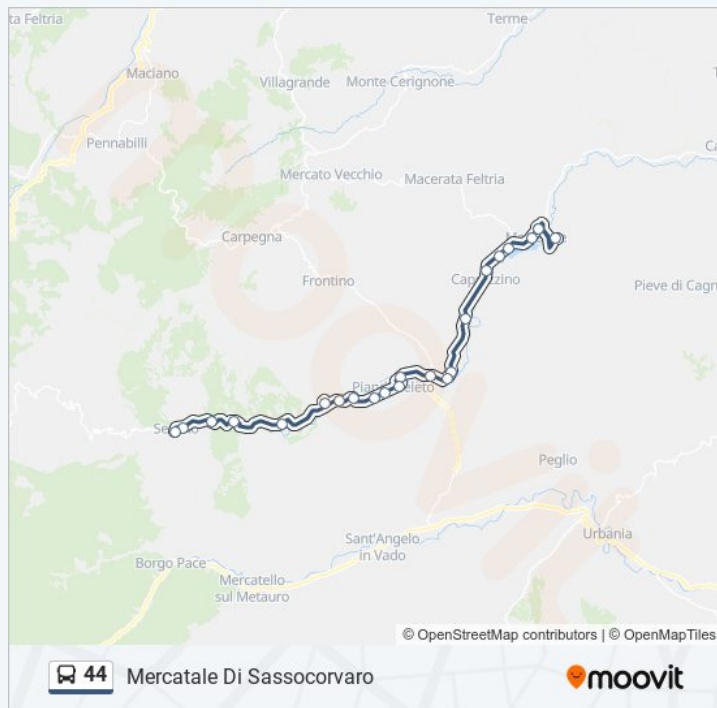 ta Feltria
Terme
Maciano
Villagrande
Monte Cerignone
Pennabilli
Mercato Vecchio
Macerata Feltria
Carpegna
Frontino
Pieve di Cagn
Peglio
Urbania
Sant'Angelo
in Vado
Borgo Pace
Mercatello
sul Metauro
© OpenStreetMap contributors | © OpenMapTiles
44 Mercatale Di Sassocorvaro
moovit